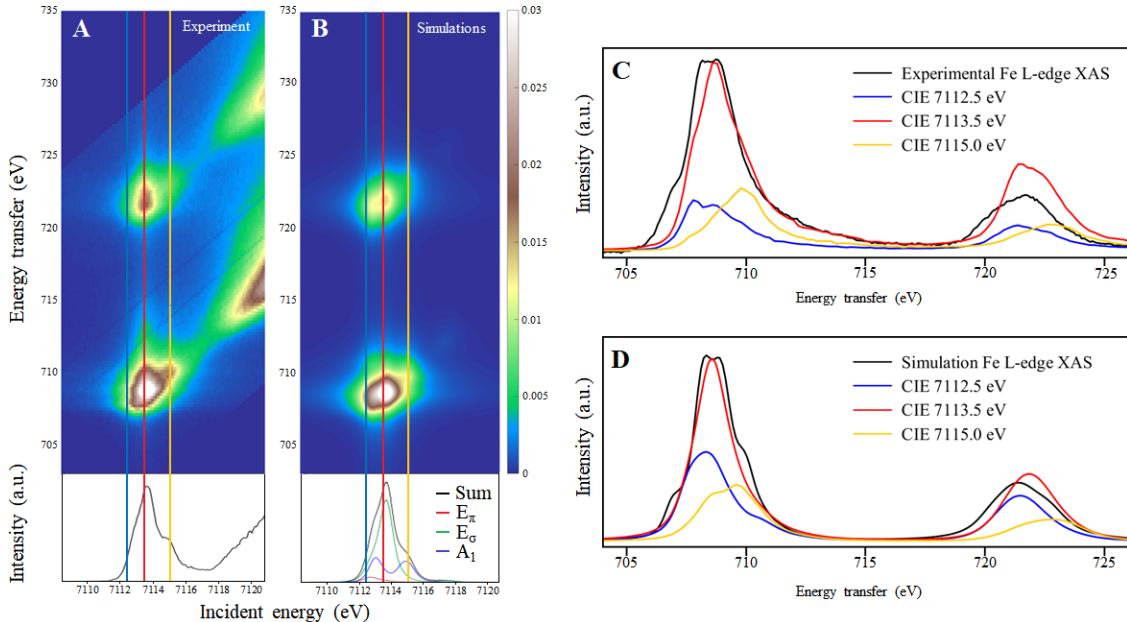 A
Experiment
B
Simulations
735
730
725
720
715
710
705
Energy transfer (eV)
735
730
725
720
715
710
705
0.03
0.025
0.02
0.015
0.01
0.005
0
Intensity (a.u.)
7110 7112 7114 7116 7118 7120
Sum
Eπ
Eσ
A1
7110 7112 7114 7116 7118 7120
Incident energy (eV)
C
Experimental Fe L-edge XAS
CIE 7112.5 eV
CIE 7113.5 eV
CIE 7115.0 eV
Intensity (a.u.)
705 710 715 720 725
Energy transfer (eV)
D
Simulation Fe L-edge XAS
CIE 7112.5 eV
CIE 7113.5 eV
CIE 7115.0 eV
Intensity (a.u.)
705 710 715 720 725
Energy transfer (eV)